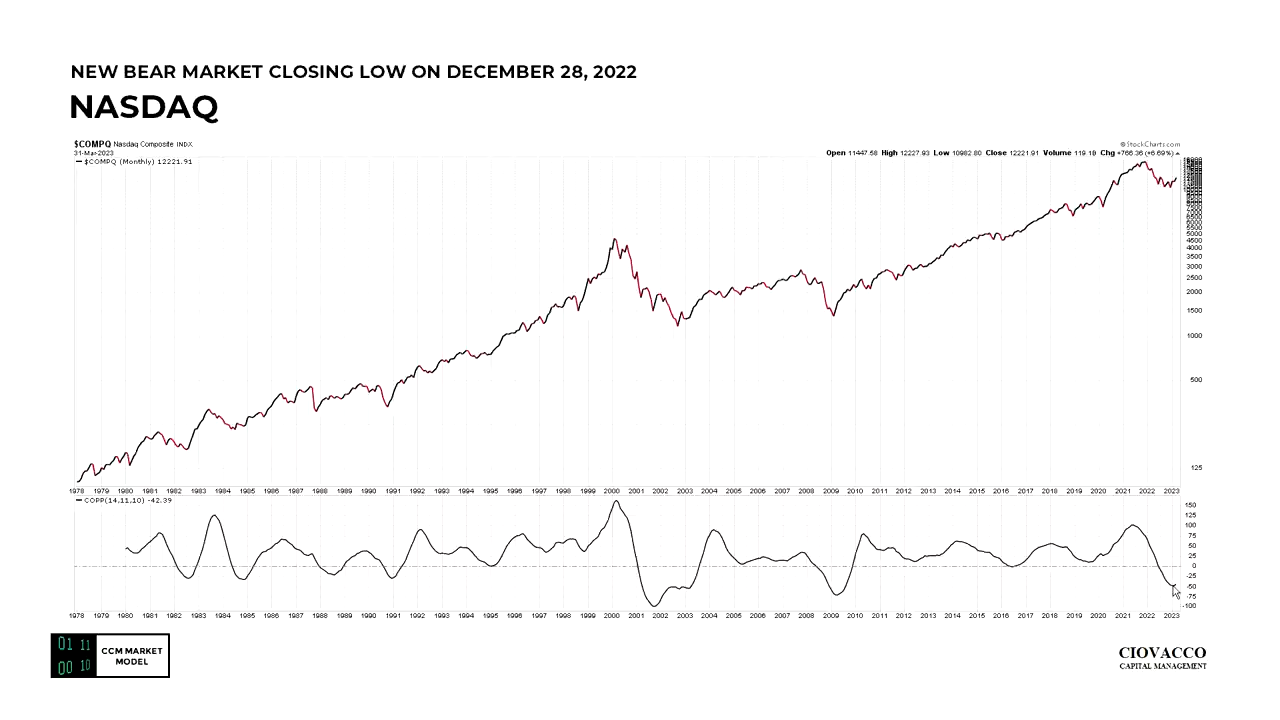 NEW BEAR MARKET CLOSING LOW ON DECEMBER 28, 2022
NASDAQ
$COMPQ Nasdaq Composite INDX
© StockCharts.com
31-Mar-2023
Open 11447.58 High 12227.93 Low 10982.80 Close 12221.91 Volume 119.1B Chg +766.36 (+6.69%)
$COMPQ (Monthly) 12221.91
5000
4500
4000
3500
3000
2500
2000
1500
1000
500
125
1978 1979 1980 1981 1982 1983 1984 1985 1986 1987 1988 1989 1990 1991 1992 1993 1994 1995 1996 1997 1998 1999 2000 2001 2002 2003 2004 2005 2006 2007 2008 2009 2010 2011 2012 2013 2014 2015 2016 2017 2018 2019 2020 2021 2022 2023
COPP(14,11,10) -42.39
150
125
100
75
50
25
0
-25
-50
-75
-100
1978 1979 1980 1981 1982 1983 1984 1985 1986 1987 1988 1989 1990 1991 1992 1993 1994 1995 1996 1997 1998 1999 2000 2001 2002 2003 2004 2005 2006 2007 2008 2009 2010 2011 2012 2013 2014 2015 2016 2017 2018 2019 2020 2021 2022 2023
01 11
00 10
CCM MARKET
MODEL
CIOVACCO
CAPITAL MANAGEMENT